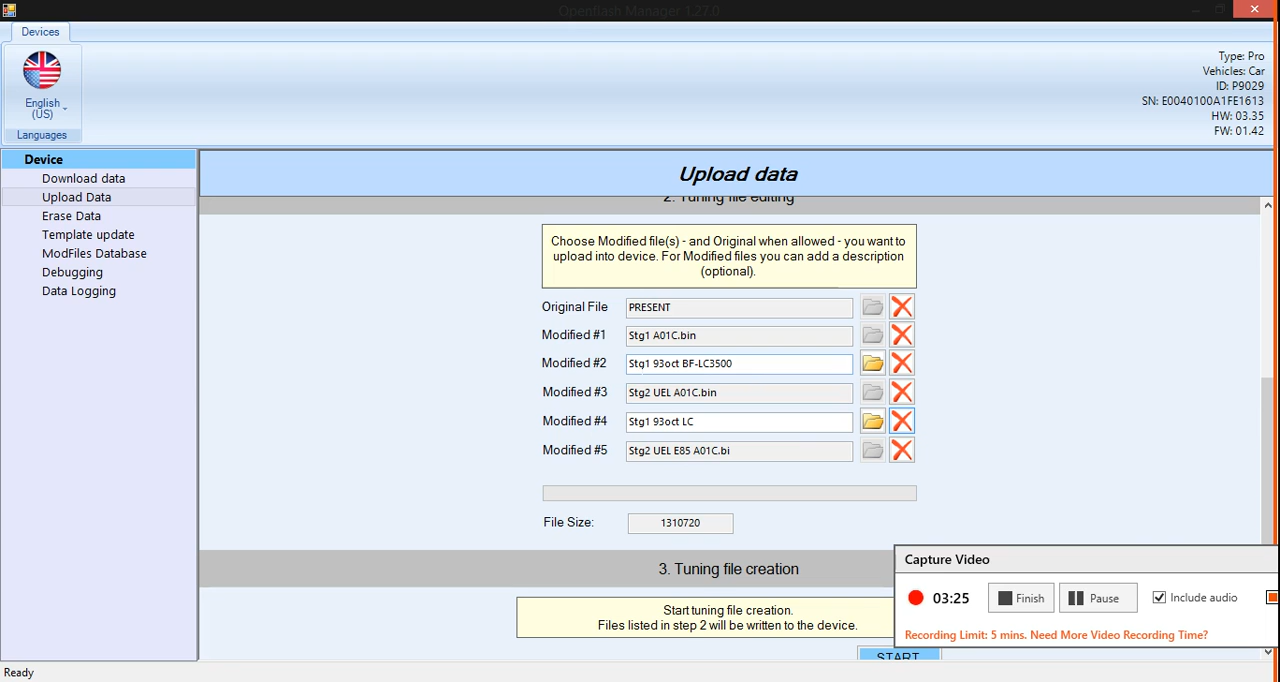 Openflash Manager 1.27.0
Devices
English
(US)
Languages
Type: Pro
Vehicles: Car
ID: P9029
SN: E0040100A1FE1613
HW: 03.35
FW: 01.42
Device
Download data
Upload Data
Erase Data
Template update
ModFiles Database
Debugging
Data Logging
Upload data
2. Tuning file editing
Choose Modified file(s) - and Original when allowed - you want to
upload into device. For Modified files you can add a description
(optional).
Original File PRESENT
Modified #1 Stg1 A01C.bin
Modified #2 Stg1 93oct BF-LC3500
Modified #3 Stg2 UEL A01C.bin
Modified #4 Stg1 93oct LC
Modified #5 Stg2 UEL E85 A01C.bi
File Size: 1310720
3. Tuning file creation
Start tuning file creation.
Files listed in step 2 will be written to the device.
START
Capture Video
03:25 Finish Pause Include audio
Recording Limit: 5 mins. Need More Video Recording Time?
Ready